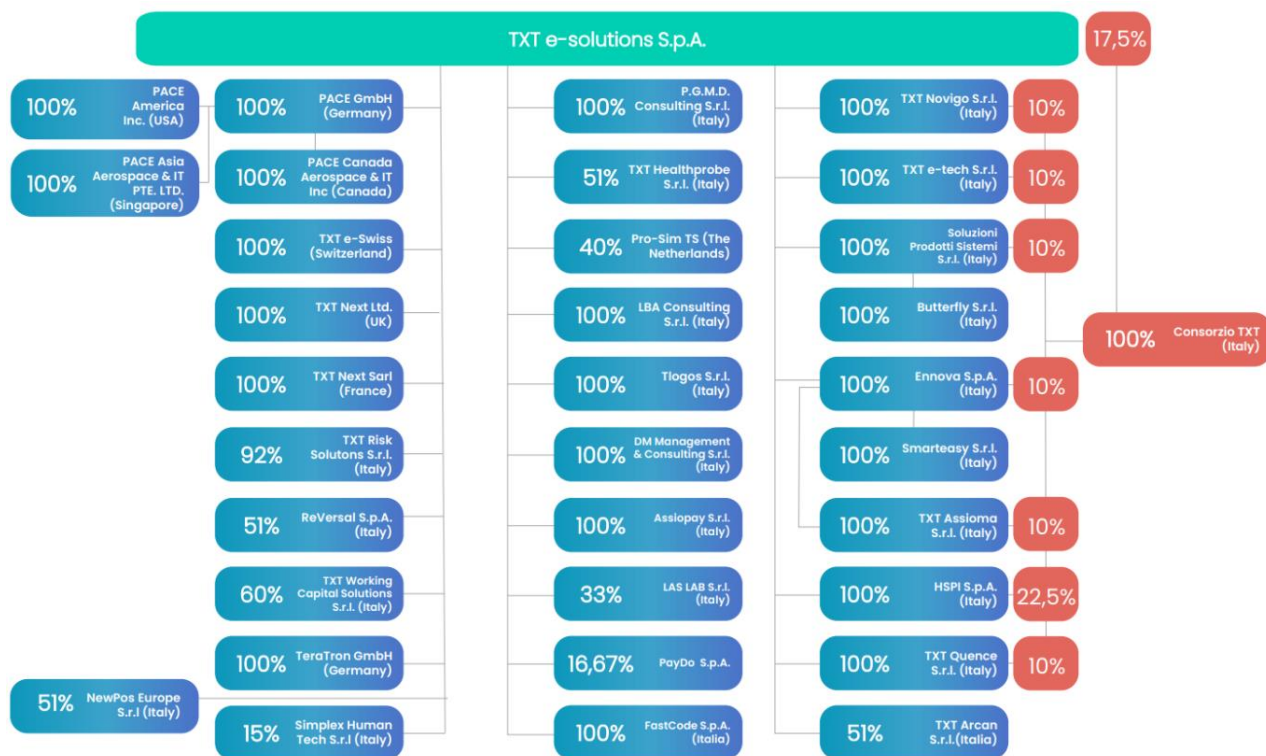 TXT e-solutions S.p.A.
17,5%
100%
PACE
America
Inc. (USA)
100%
PACE Asia
Aerospace & IT
PTE. LTD.
(Singapore)
100%
PACE GmbH
(Germany)
100%
PACE Canada
Aerospace & IT
Inc (Canada)
100%
TXT e-Swiss
(Switzerland)
100%
TXT Next Ltd.
(UK)
100%
TXT Next Sarl
(France)
92%
TXT Risk
Solutons S.r.l.
(Italy)
51%
ReVersal S.p.A.
(Italy)
60%
TXT Working
Capital Solutions
S.r.l. (Italy)
100%
TeraTron GmbH
(Germany)
51%
NewPos Europe
S.r.l (Italy)
15%
Simplex Human
Tech S.r.l (Italy)
100%
P.G.M.D.
Consulting S.r.l.
(Italy)
51%
TXT Healthprobe
S.r.l. (Italy)
40%
Pro-Sim TS (The
Netherlands)
100%
LBA Consulting
S.r.l. (Italy)
100%
Tlogos S.r.l.
(Italy)
100%
DM Management
& Consulting S.r.l.
(Italy)
100%
Assiopay S.r.l.
(Italy)
33%
LAS LAB S.r.l.
(Italy)
16,67%
PayDo S.p.A.
100%
FastCode S.p.A.
(Italia)
100%
TXT Novigo S.r.l.
(Italy)
10%
100%
TXT e-tech S.r.l.
(Italy)
10%
100%
Soluzioni
Prodotti Sistemi
S.r.l. (Italy)
10%
100%
Butterfly S.r.l.
(Italy)
100%
Ennova S.p.A.
(Italy)
10%
100%
Smarteasy S.r.l.
(Italy)
100%
TXT Assioma
S.r.l. (Italy)
10%
100%
HSPI S.p.A.
(Italy)
22,5%
100%
TXT Quence
S.r.l. (Italy)
10%
51%
TXT Arcan
S.r.l.(Italia)
100%
Consorzio TXT
(Italy)